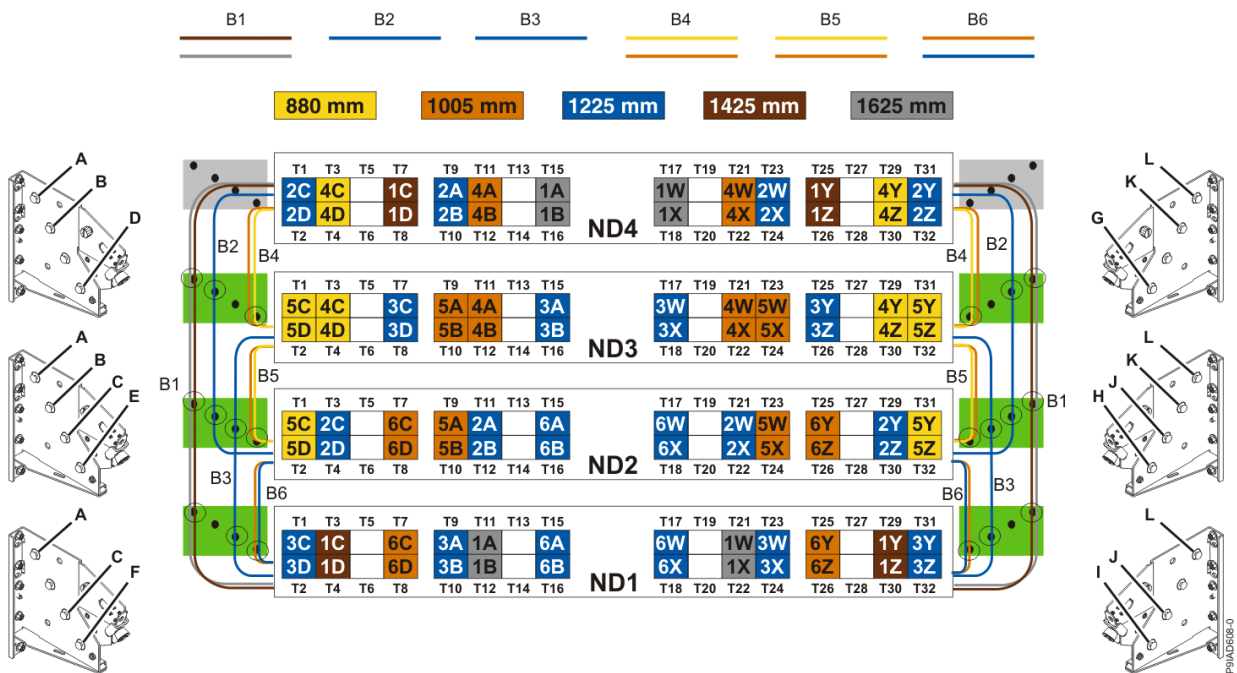 B1 B2 B3 B4 B5 B6
880 mm 1005 mm 1225 mm 1425 mm 1625 mm
A
B
D
L
K
G
T1 T3 T5 T7 T9 T11 T13 T15 T17 T19 T21 T23 T25 T27 T29 T31
2C 4C 1C 2A 4A 1A 1W 4W 2W 1Y 4Y 2Y
2D 4D 1D 2B 4B 1B ND4 1X 4X 2X 1Z 4Z 2Z
T2 T4 T6 T8 T10 T12 T14 T16 T18 T20 T22 T24 T26 T28 T30 T32
B2 B4 B4 B2
T1 T3 T5 T7 T9 T11 T13 T15 T17 T19 T21 T23 T25 T27 T29 T31
5C 4C 3C 5A 4A 3A 3W 4W 5W 3Y 4Y 5Y
5D 4D 3D 5B 4B 3B ND3 3X 4X 5X 3Z 4Z 5Z
T2 T4 T6 T8 T10 T12 T14 T16 T18 T20 T22 T24 T26 T28 T30 T32
A
B
C
E
L
K
J
H
B1 B5 B5 B1
T1 T3 T5 T7 T9 T11 T13 T15 T17 T19 T21 T23 T25 T27 T29 T31
5C 2C 6C 5A 2A 6A 6W 2W 5W 6Y 2Y 5Y
5D 2D 6D 5B 2B 6B ND2 6X 2X 5X 6Z 2Z 5Z
T2 T4 T6 T8 T10 T12 T14 T16 T18 T20 T22 T24 T26 T28 T30 T32
B3 B6 B6 B3
T1 T3 T5 T7 T9 T11 T13 T15 T17 T19 T21 T23 T25 T27 T29 T31
3C 1C 6C 3A 1A 6A 6W 1W 3W 6Y 1Y 3Y
3D 1D 6D 3B 1B 6B ND1 6X 1X 3X 6Z 1Z 3Z
T2 T4 T6 T8 T10 T12 T14 T16 T18 T20 T22 T24 T26 T28 T30 T32
A
C
F
L
J
I
P9IAD608-0